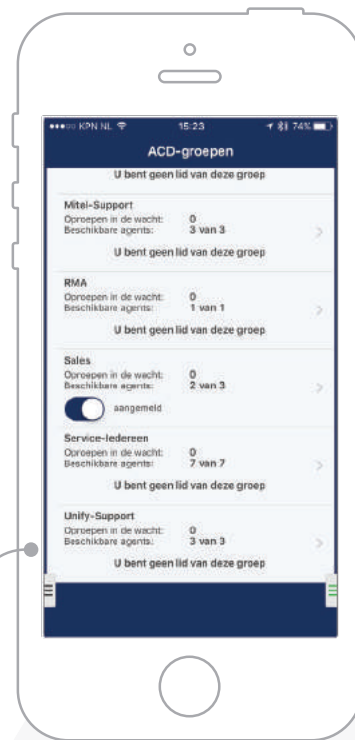 KPN NL 15:23 74%
ACD-groepen
U bent geen lid van deze groep
Mitel-Support
Oproepen in de wacht: 0
Beschikbare agents: 3 van 3
U bent geen lid van deze groep
RMA
Oproepen in de wacht: 0
Beschikbare agents: 1 van 1
U bent geen lid van deze groep
Sales
Oproepen in de wacht: 0
Beschikbare agents: 2 van 3
aangemeld
Service-Iedereen
Oproepen in de wacht: 0
Beschikbare agents: 7 van 7
U bent geen lid van deze groep
Unify-Support
Oproepen in de wacht: 0
Beschikbare agents: 3 van 3
U bent geen lid van deze groep